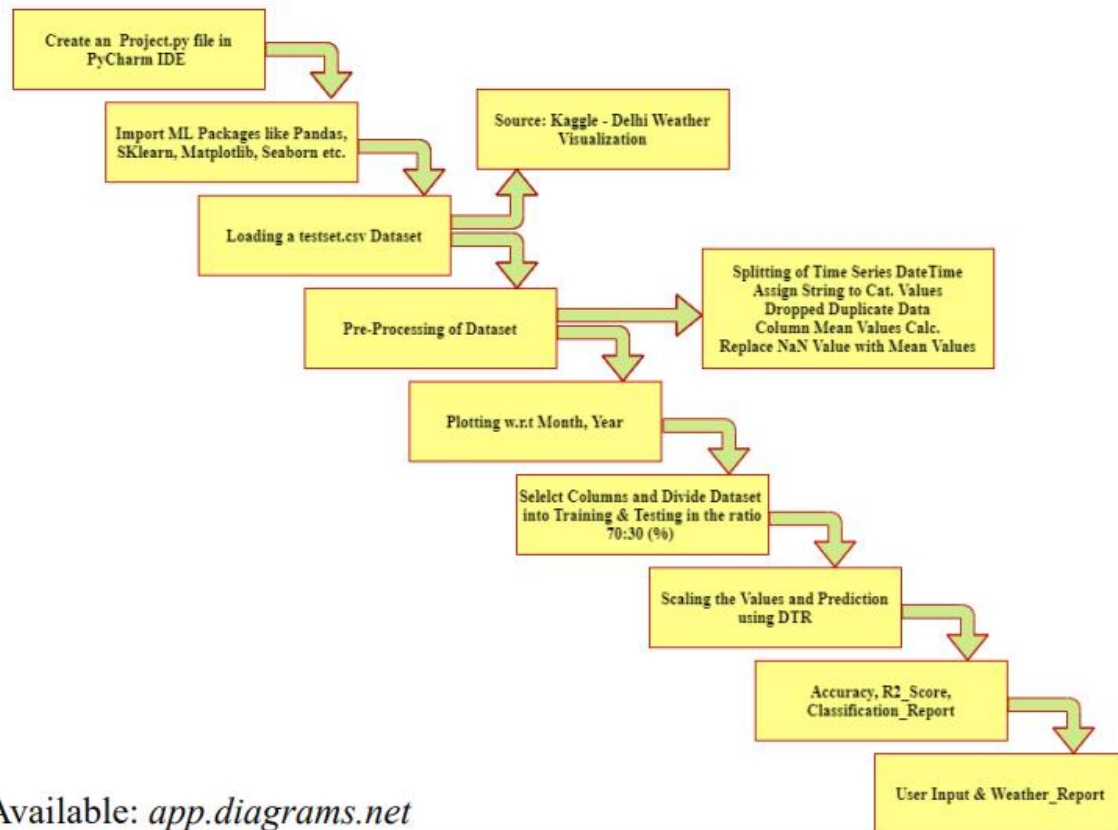 Create an Project.py file in
PyCharm IDE
Import ML Packages like Pandas,
SKlearn, Matplotlib, Seaborn etc.
Source: Kaggle - Delhi Weather
Visualization
Loading a testset.csv Dataset
Splitting of Time Series DateTime
Assign String to Cat. Values
Dropped Duplicate Data
Column Mean Values Calc.
Replace NaN Value with Mean Values
Pre-Processing of Dataset
Plotting w.r.t Month, Year
Selelct Columns and Divide Dataset
into Training & Testing in the ratio
70:30 (%)
Scaling the Values and Prediction
using DTR
Accuracy, R2_Score,
Classification_Report
User Input & Weather_Report
Available: app.diagrams.net